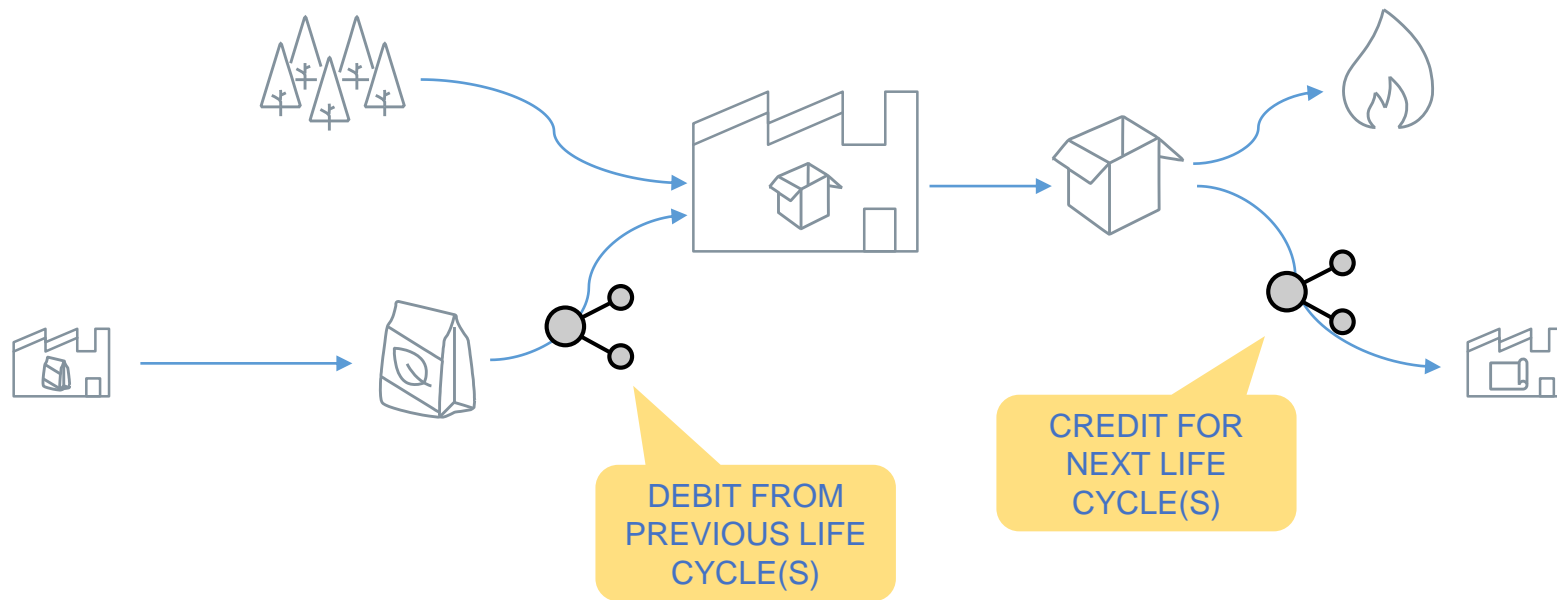 DEBIT FROM
PREVIOUS LIFE
CYCLE(S)
CREDIT FOR
NEXT LIFE
CYCLE(S)